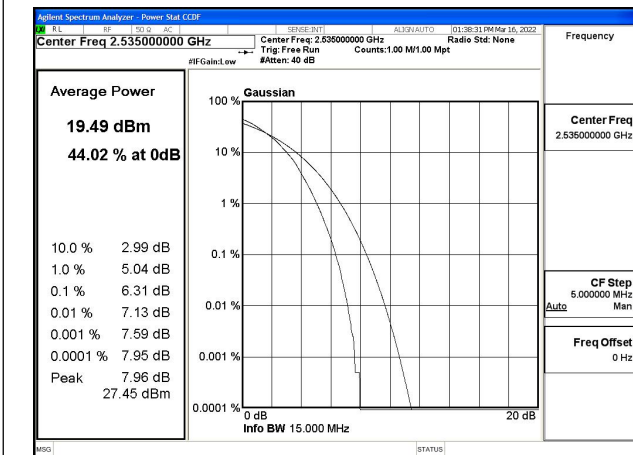 Agilent Spectrum Analyzer - Power Stat CCDF
RL RF 50 Ω AC SENSE:INT ALIGN AUTO 01:38:31 PM Mar 16, 2022
Center Freq 2.535000000 GHz
Center Freq: 2.535000000 GHz Radio Std: None
Trig: Free Run Counts:1.00 M/1.00 Mpt
#IFGain:Low #Atten: 40 dB
Frequency
Average Power
19.49 dBm
44.02 % at 0dB
10.0 % 2.99 dB
1.0 % 5.04 dB
0.1 % 6.31 dB
0.01 % 7.13 dB
0.001 % 7.59 dB
0.0001 % 7.95 dB
Peak 7.96 dB
27.45 dBm
Gaussian
100 %
10 %
1 %
0.1 %
0.01 %
0.001 %
0.0001 %
0 dB 20 dB
Info BW 15.000 MHz
Center Freq
2.535000000 GHz
CF Step
5.000000 MHz
Auto Man
Freq Offset
0 Hz
MSG STATUS